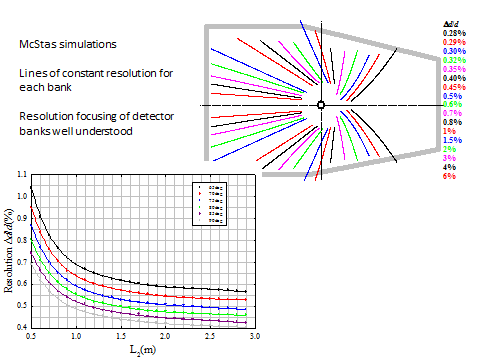 McStas simulations
Lines of constant resolution for
each bank
Resolution focusing of detector
banks well understood
Δd/d
0.28%
0.29%
0.30%
0.32%
0.35%
0.40%
0.45%
0.5%
0.6%
0.7%
0.8%
1%
1.5%
2%
3%
4%
6%
1.1
1.0
0.9
0.8
0.7
0.6
0.5
0.4
Resolution Δd/d(%)
0.5 1.0 1.5 2.0 2.5 3.0
L2(m)